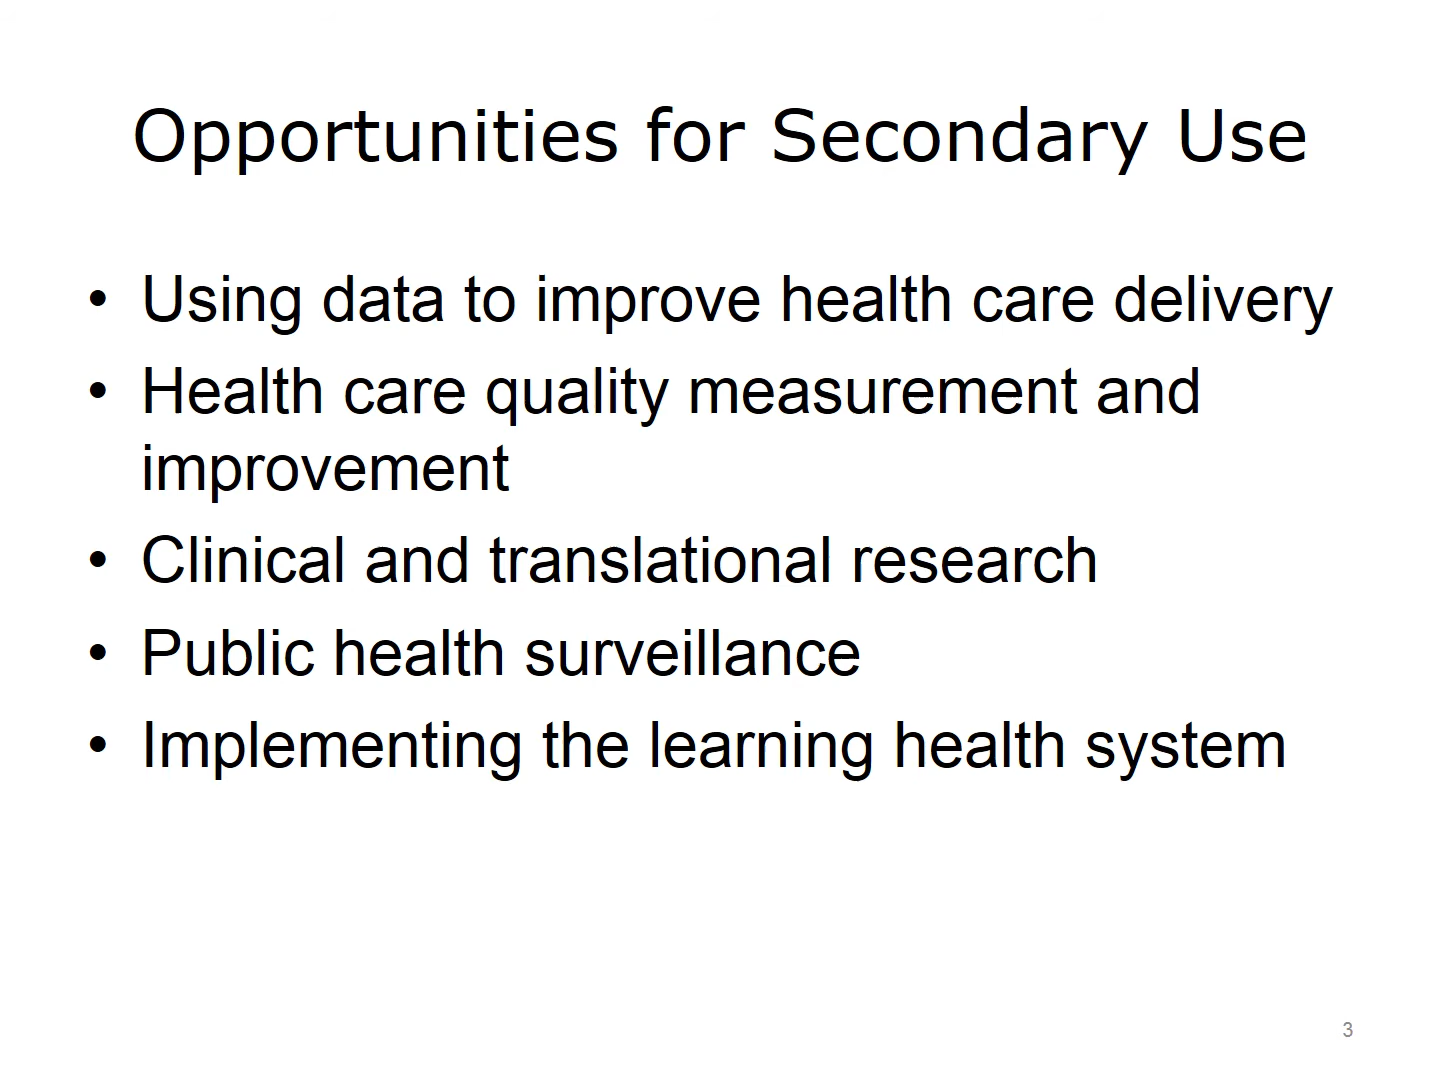 Opportunities for Secondary Use
• Using data to improve health care delivery
• Health care quality measurement and
improvement
• Clinical and translational research
• Public health surveillance
• Implementing the learning health system
3